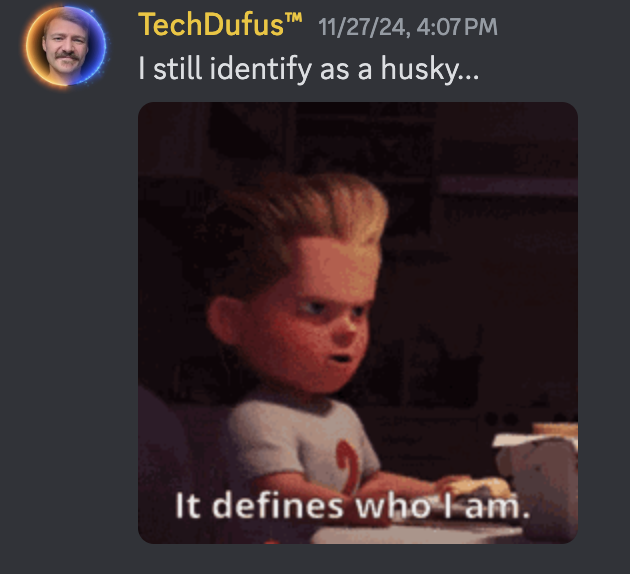 TechDufus™ 11/27/24, 4:07 PM
I still identify as a husky...
It defines who I am.